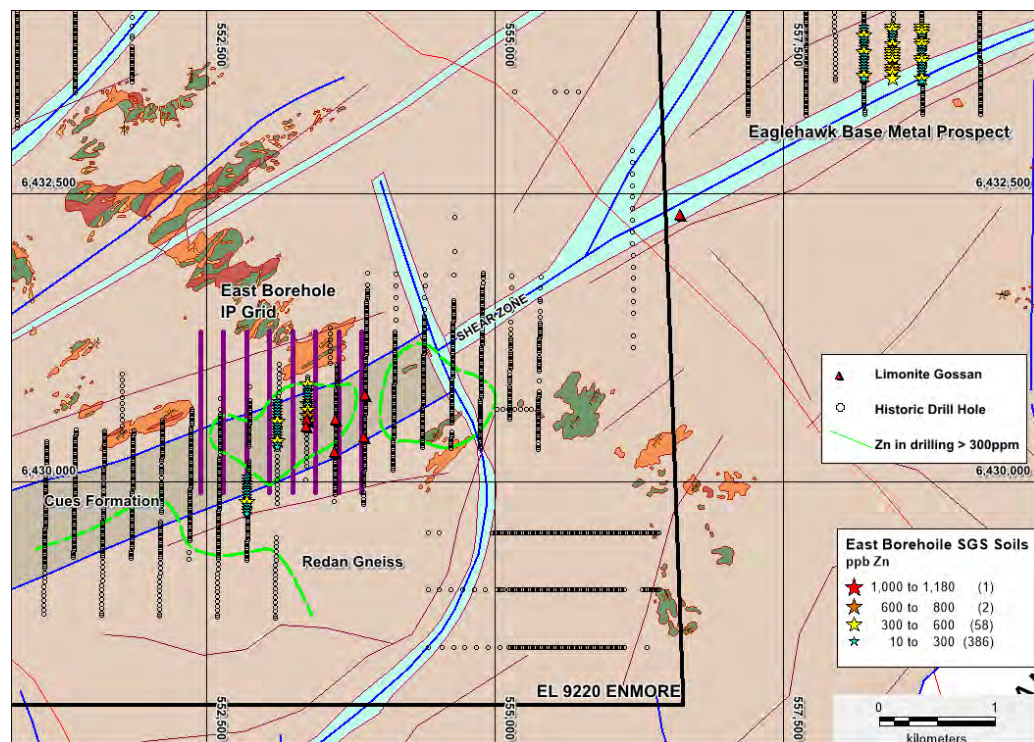 552,500
555,000
557,500
Eaglehawk Base Metal Prospect
6,432,500
6,432,500
East Borehole
IP Grid
SHEAR ZONE
Limonite Gossan
Historic Drill Hole
Zn in drilling > 300ppm
6,430,000
6,430,000
Cues Formation
Redan Gneiss
East Borehoile SGS Soils
ppb Zn
1,000 to 1,180 (1)
600 to 800 (2)
300 to 600 (58)
10 to 300 (386)
EL 9220 ENMORE
552,500
555,000
557,500
0 1
kilometers